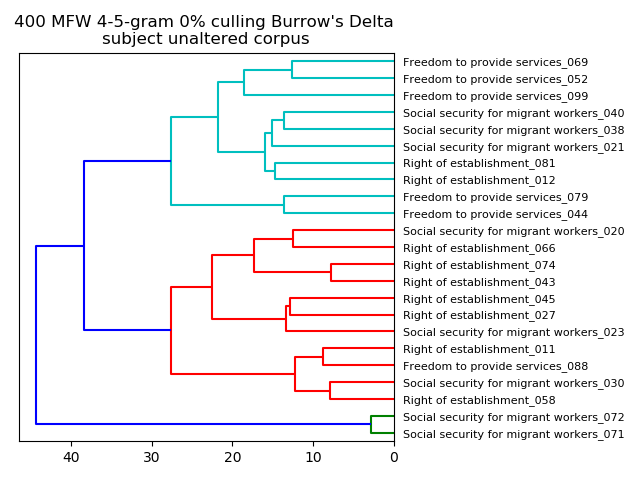 400 MFW 4-5-gram 0% culling Burrow's Delta
subject unaltered corpus
Freedom to provide services_069
Freedom to provide services_052
Freedom to provide services_099
Social security for migrant workers_040
Social security for migrant workers_038
Social security for migrant workers_021
Right of establishment_081
Right of establishment_012
Freedom to provide services_079
Freedom to provide services_044
Social security for migrant workers_020
Right of establishment_066
Right of establishment_074
Right of establishment_043
Right of establishment_045
Right of establishment_027
Social security for migrant workers_023
Right of establishment_011
Freedom to provide services_088
Social security for migrant workers_030
Right of establishment_058
Social security for migrant workers_072
Social security for migrant workers_071
40 30 20 10 0